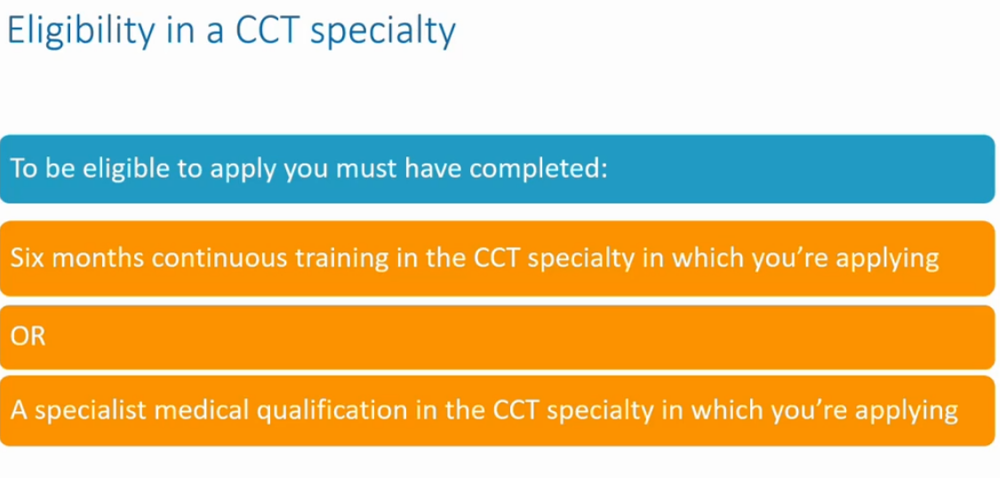 Eligibility in a CCT specialty
To be eligible to apply you must have completed:
Six months continuous training in the CCT specialty in which you’re applying
OR
A specialist medical qualification in the CCT specialty in which you’re applying